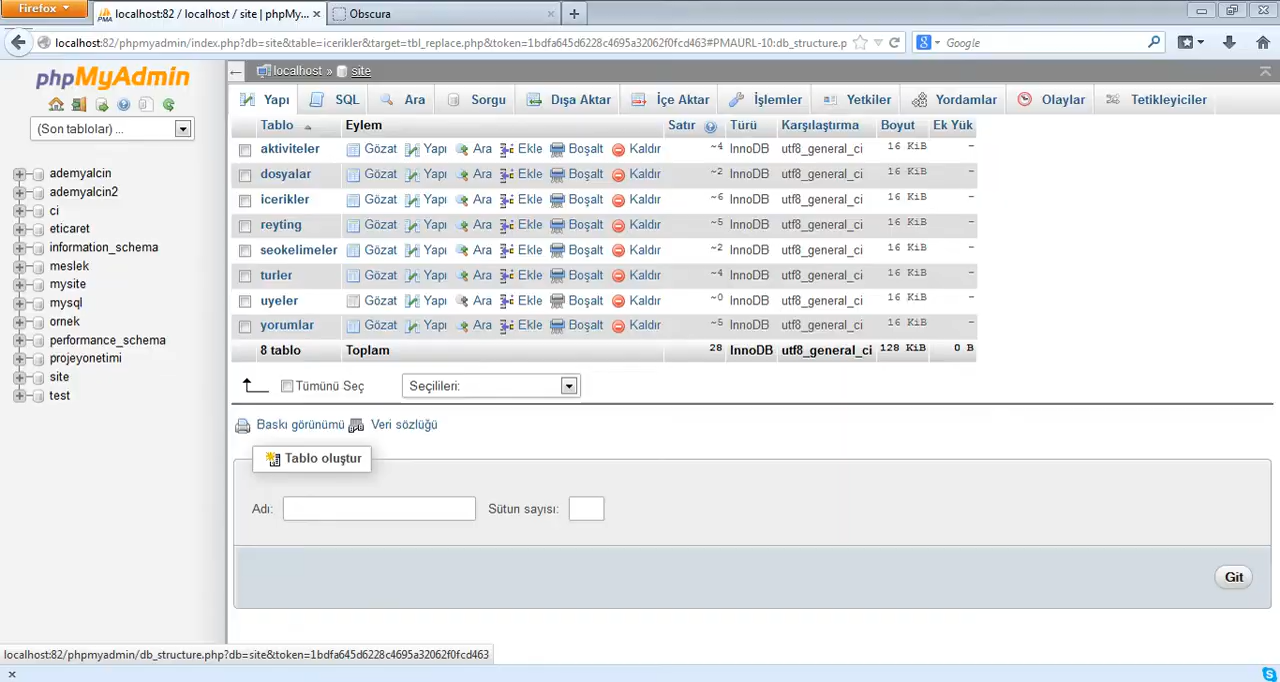 Firefox
localhost:82 / localhost / site | phpMy...
Obscura
localhost:82/phpmyadmin/index.php?db=site&table=icerikler&target=tbl_replace.php&token=1bdfa645d6228c4695a32062f0fcd463#PMAURL-10:db_structure.p
Google
phpMyAdmin
localhost » site
Yapı SQL Ara Sorgu Dışa Aktar İçe Aktar İşlemler Yetkiler Yordamlar Olaylar Tetikleyiciler
(Son tablolar) ...
ademyalcin
ademyalcin2
ci
eticaret
information_schema
meslek
mysite
mysql
ornek
performance_schema
projeyonetimi
site
test
Tablo Eylem Satır Türü Karşılaştırma Boyut Ek Yük
aktiviteler Gözat Yapı Ara Ekle Boşalt Kaldır ~4 InnoDB utf8_general_ci 16 KiB -
dosyalar Gözat Yapı Ara Ekle Boşalt Kaldır ~2 InnoDB utf8_general_ci 16 KiB -
icerikler Gözat Yapı Ara Ekle Boşalt Kaldır ~6 InnoDB utf8_general_ci 16 KiB -
reyting Gözat Yapı Ara Ekle Boşalt Kaldır ~5 InnoDB utf8_general_ci 16 KiB -
seokelimeler Gözat Yapı Ara Ekle Boşalt Kaldır ~2 InnoDB utf8_general_ci 16 KiB -
turler Gözat Yapı Ara Ekle Boşalt Kaldır ~4 InnoDB utf8_general_ci 16 KiB -
uyeler Gözat Yapı Ara Ekle Boşalt Kaldır ~0 InnoDB utf8_general_ci 16 KiB -
yorumlar Gözat Yapı Ara Ekle Boşalt Kaldır ~5 InnoDB utf8_general_ci 16 KiB -
8 tablo Toplam 28 InnoDB utf8_general_ci 128 KiB 0 B
Tümünü Seç Seçilileri:
Baskı görünümü Veri sözlüğü
Tablo oluştur
Adı: Sütun sayısı:
Git
localhost:82/phpmyadmin/db_structure.php?db=site&token=1bdfa645d6228c4695a32062f0fcd463